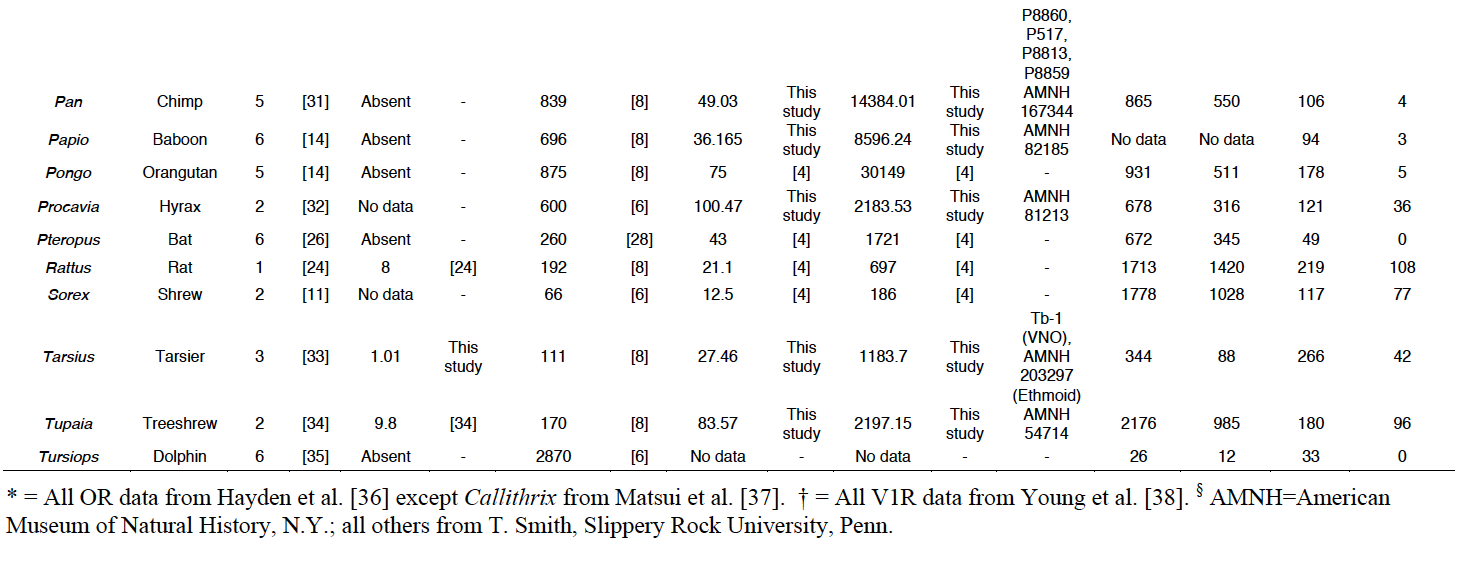 P8860,
P517,
P8813,
P8859
Pan Chimp 5 [31] Absent - 839 [8] 49.03 This study 14384.01 This study AMNH 167344 865 550 106 4
Papio Baboon 6 [14] Absent - 696 [8] 36.165 This study 8596.24 This study AMNH 82185 No data No data 94 3
Pongo Orangutan 5 [14] Absent - 875 [8] 75 [4] 30149 [4] - 931 511 178 5
Procavia Hyrax 2 [32] No data - 600 [6] 100.47 This study 2183.53 This study AMNH 81213 678 316 121 36
Pteropus Bat 6 [26] Absent - 260 [28] 43 [4] 1721 [4] - 672 345 49 0
Rattus Rat 1 [24] 8 [24] 192 [8] 21.1 [4] 697 [4] - 1713 1420 219 108
Sorex Shrew 2 [11] No data - 66 [6] 12.5 [4] 186 [4] - 1778 1028 117 77
Tarsius Tarsier 3 [33] 1.01 This study 111 [8] 27.46 This study 1183.7 This study Tb-1 (VNO), AMNH 203297 (Ethmoid) 344 88 266 42
Tupaia Treeshrew 2 [34] 9.8 [34] 170 [8] 83.57 This study 2197.15 This study AMNH 54714 2176 985 180 96
Tursiops Dolphin 6 [35] Absent - 2870 [6] No data - No data - - 26 12 33 0
* = All OR data from Hayden et al. [36] except Callithrix from Matsui et al. [37]. † = All V1R data from Young et al. [38]. § AMNH=American
Museum of Natural History, N.Y.; all others from T. Smith, Slippery Rock University, Penn.